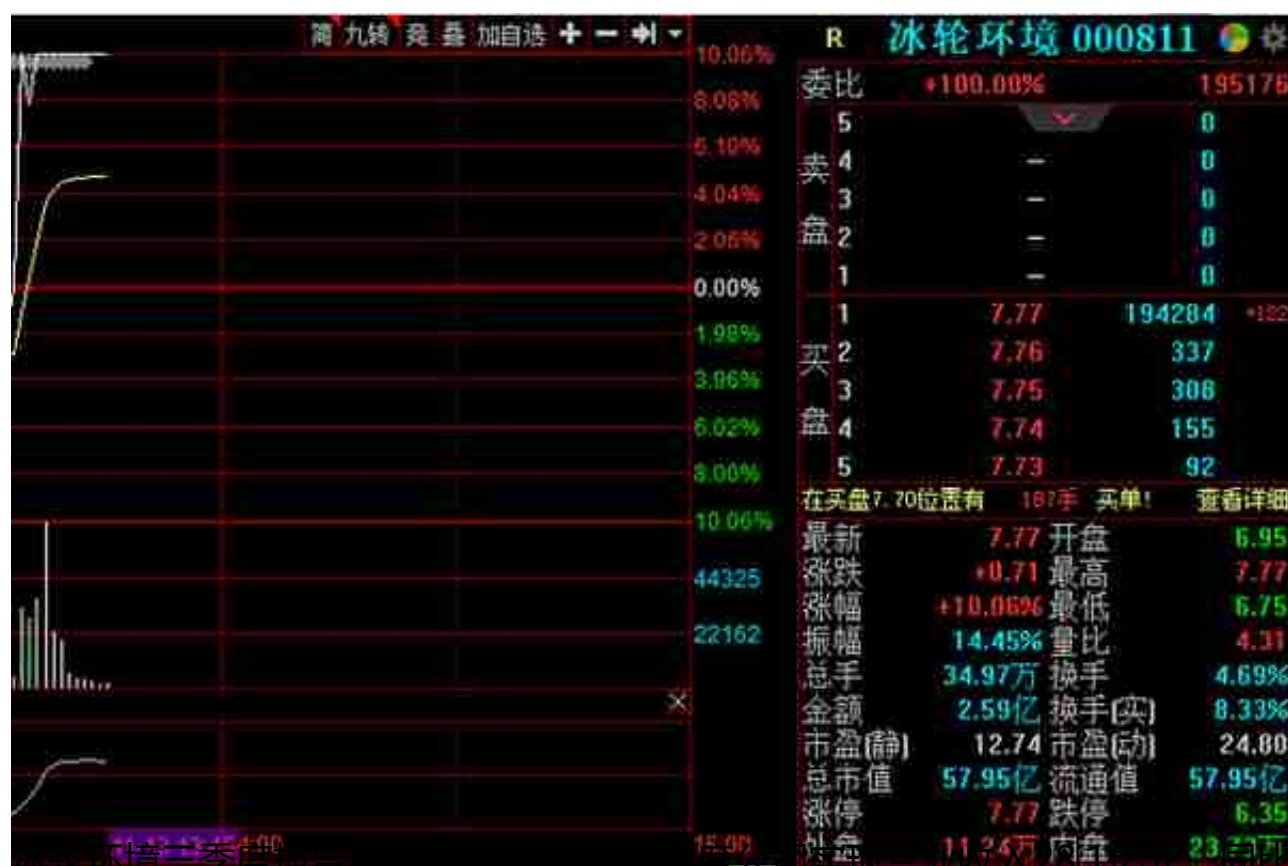 简 九转 竞 叠 加自选 + − R 冰轮环境 000811
10.06%
8.08%
6.10%
4.04%
2.06%
0.00%
1.98%
3.96%
6.02%
8.00%
10.06%
44325
22162
委比 +100.00% 195176
卖盘
5 0
4 — 0
3 — 0
2 — 0
1 — 0
买盘
1 7.77 194284
2 7.76 337
3 7.75 308
4 7.74 155
5 7.73 92
在买盘7.70位置有 187手 买单! 查看详细
最新 7.77 开盘 6.95
涨跌 +0.71 最高 7.77
涨幅 +10.06% 最低 6.75
振幅 14.45% 量比 4.31
总手 34.97万 换手 4.69%
金额 2.59亿 换手(实) 8.33%
市盈(静) 12.74 市盈(动) 24.80
总市值 57.95亿 流通值 57.95亿
涨停 7.77 跌停 6.35
15:00 外盘 11.24万 内盘